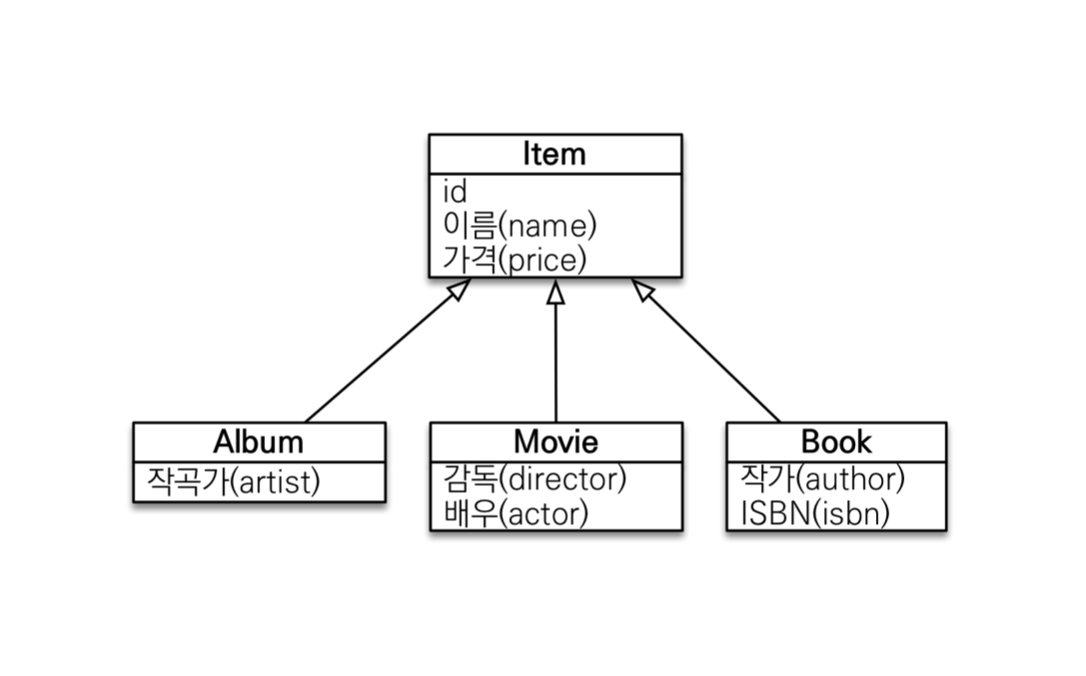 Item
id
이름(name)
가격(price)
Album
작곡가(artist)
Movie
감독(director)
배우(actor)
Book
작가(author)
ISBN(isbn)